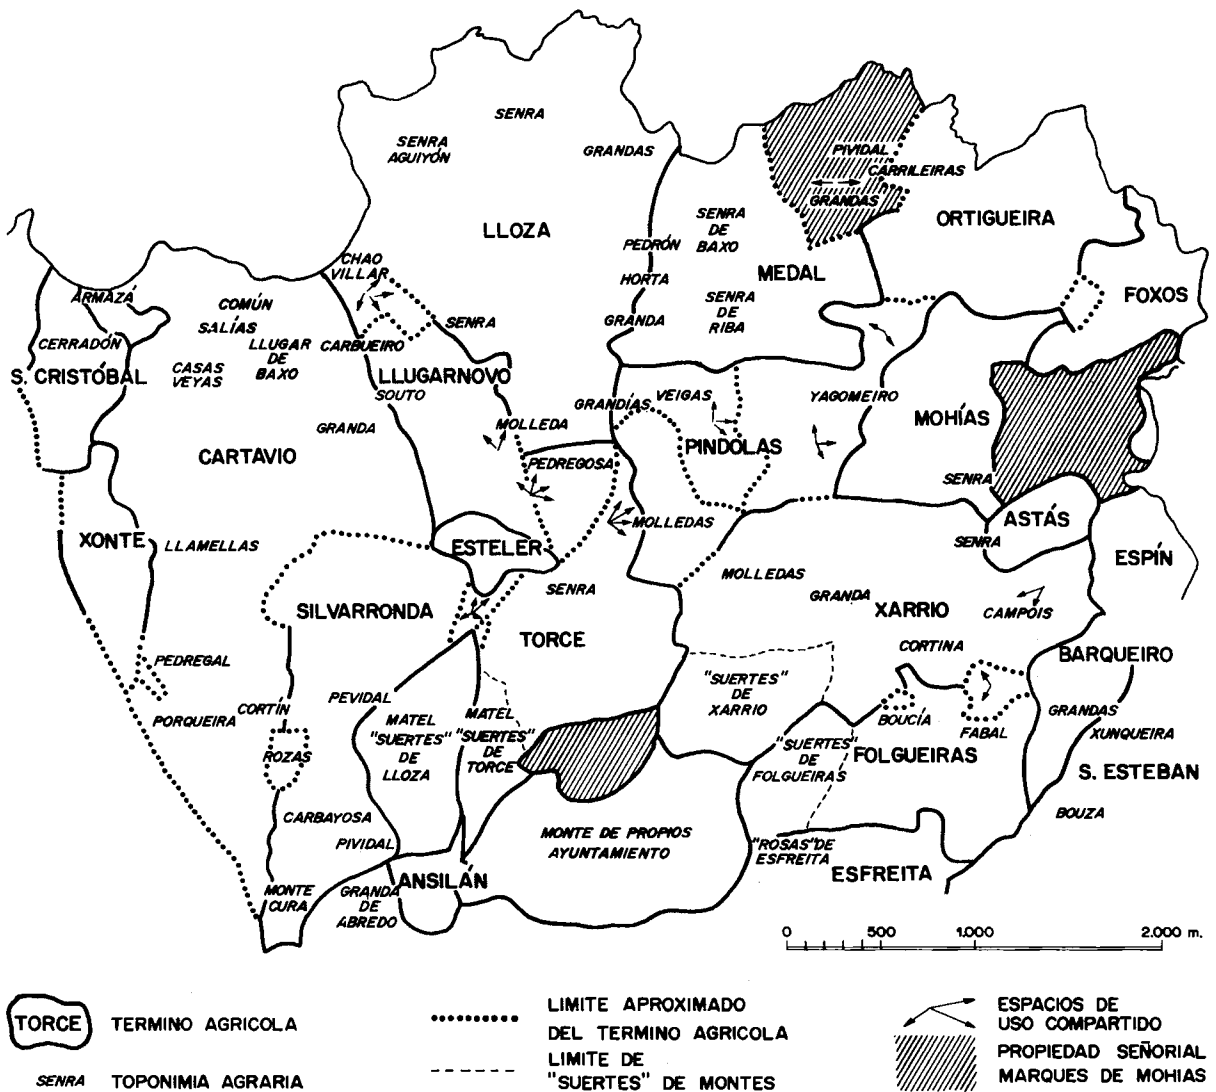 SENRA
SENRA
AGUIYÓN
GRANDAS
LLOZA
PIVIDAL
CARRILEIRAS
GRANDAS
ORTIGUEIRA
SENRA
DE
BAXO
PEDRÓN
HORTA
MEDAL
SENRA
DE
RIBA
GRANDA
FOXOS
CHAO
VILLAR
ARMAZÁ
COMÚN
SALÍAS
LLUGAR
DE
BAXO
CERRADÓN
CASAS
VEYAS
S. CRISTÓBAL
CARBUEIRO
SENRA
LLUGARNOVO
SOUTO
GRANDA
CARTAVIO
MOLLEDA
GRANDÍAS
VEIGAS
YAGOMEIRO
MOHÍAS
PINDOLAS
PEDREGOSA
SENRA
MOLLEDAS
ASTÁS
SENRA
ESPÍN
XONTE
LLAMELLAS
ESTELER
SENRA
MOLLEDAS
GRANDA
XARRIO
CAMPOIS
SILVARRONDA
TORCE
CORTINA
BARQUEIRO
PEDREGAL
PORQUEIRA
CORTÍN
PEVIDAL
ROZAS
MATEL
"SUERTES"
DE
LLOZA
MATEL
"SUERTES"
DE
TORCE
"SUERTES"
DE
XARRIO
"SUERTES"
DE
FOLGUEIRAS
BOUCÍA
FABAL
FOLGUEIRAS
GRANDAS
XUNQUEIRA
S. ESTEBAN
BOUZA
CARBAYOSA
PIVIDAL
MONTE DE PROPIOS
AYUNTAMIENTO
"ROSAS" DE
ESFREITA
ESFREITA
MONTE
CURA
GRANDA
DE
ABREDO
ANSILÁN
0 500 1.000 2.000 m.
TORCE TERMINO AGRICOLA
SENRA TOPONIMIA AGRARIA
LIMITE APROXIMADO
DEL TERMINO AGRICOLA
LIMITE DE
"SUERTES" DE MONTES
ESPACIOS DE
USO COMPARTIDO
PROPIEDAD SEÑORIAL
MARQUES DE MOHIAS